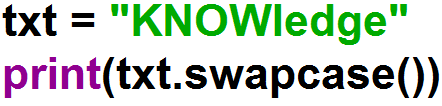 txt = "KNOWledge"
print(txt.swapcase())